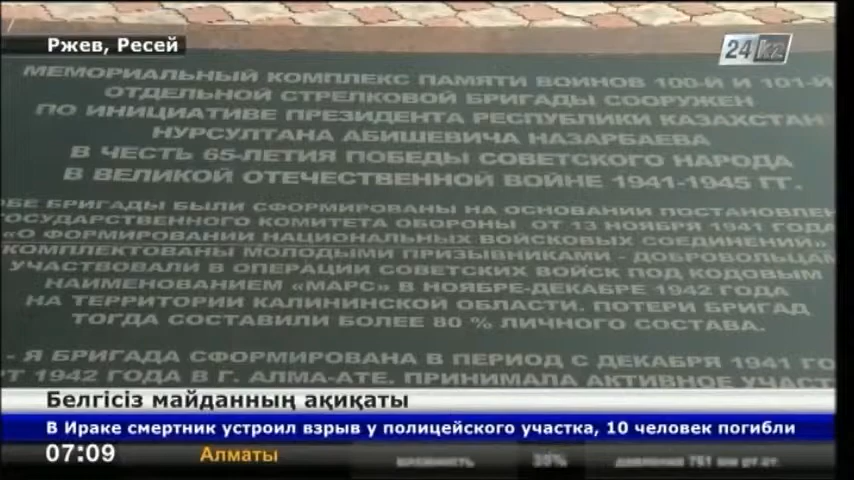 Ржев, Ресей
24 kz
МЕМОРИАЛЬНЫЙ КОМПЛЕКС ПАМЯТИ ВОИНОВ 100-Й И 101-Й
ОТДЕЛЬНОЙ СТРЕЛКОВОЙ БРИГАДЫ СООРУЖЕН
ПО ИНИЦИАТИВЕ ПРЕЗИДЕНТА РЕСПУБЛИКИ КАЗАХСТАН
НУРСУЛТАНА АБИШЕВИЧА НАЗАРБАЕВА
В ЧЕСТЬ 65-ЛЕТИЯ ПОБЕДЫ СОВЕТСКОГО НАРОДА
В ВЕЛИКОЙ ОТЕЧЕСТВЕННОЙ ВОЙНЕ 1941-1945 ГГ.
ОБЕ БРИГАДЫ БЫЛИ СФОРМИРОВАНЫ НА ОСНОВАНИИ ПОСТАНОВЛЕН
ГОСУДАРСТВЕННОГО КОМИТЕТА ОБОРОНЫ ОТ 13 НОЯБРЯ 1941 ГОДА
«О ФОРМИРОВАНИИ НАЦИОНАЛЬНЫХ ВОЙСКОВЫХ СОЕДИНЕНИЙ»
КОМПЛЕКТОВАНЫ МОЛОДЫМИ ПРИЗЫВНИКАМИ - ДОБРОВОЛЬЦАМ
УЧАСТВОВАЛИ В ОПЕРАЦИИ СОВЕТСКИХ ВОЙСК ПОД КОДОВЫМ
НАИМЕНОВАНИЕМ «МАРС» В НОЯБРЕ-ДЕКАБРЕ 1942 ГОДА
НА ТЕРРИТОРИИ КАЛИНИНСКОЙ ОБЛАСТИ. ПОТЕРИ БРИГАД
ТОГДА СОСТАВИЛИ БОЛЕЕ 80 % ЛИЧНОГО СОСТАВА.
- Я БРИГАДА СФОРМИРОВАНА В ПЕРИОД С ДЕКАБРЯ 1941 ГО
РТ 1942 ГОДА В Г. АЛМА-АТЕ. ПРИНИМАЛА АКТИВНОЕ УЧАСТ
Белгісіз майданның ақиқаты
В Ираке смертник устроил взрыв у полицейского участка, 10 человек погибли
07:09 Алматы